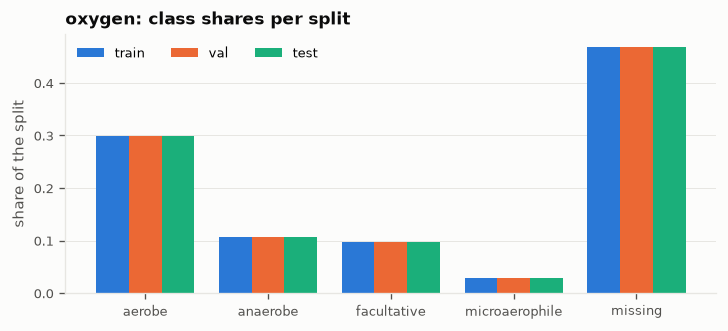 oxygen: class shares per split
train val test
share of the split
0.4
0.3
0.2
0.1
0.0
aerobe anaerobe facultative microaerophile missing